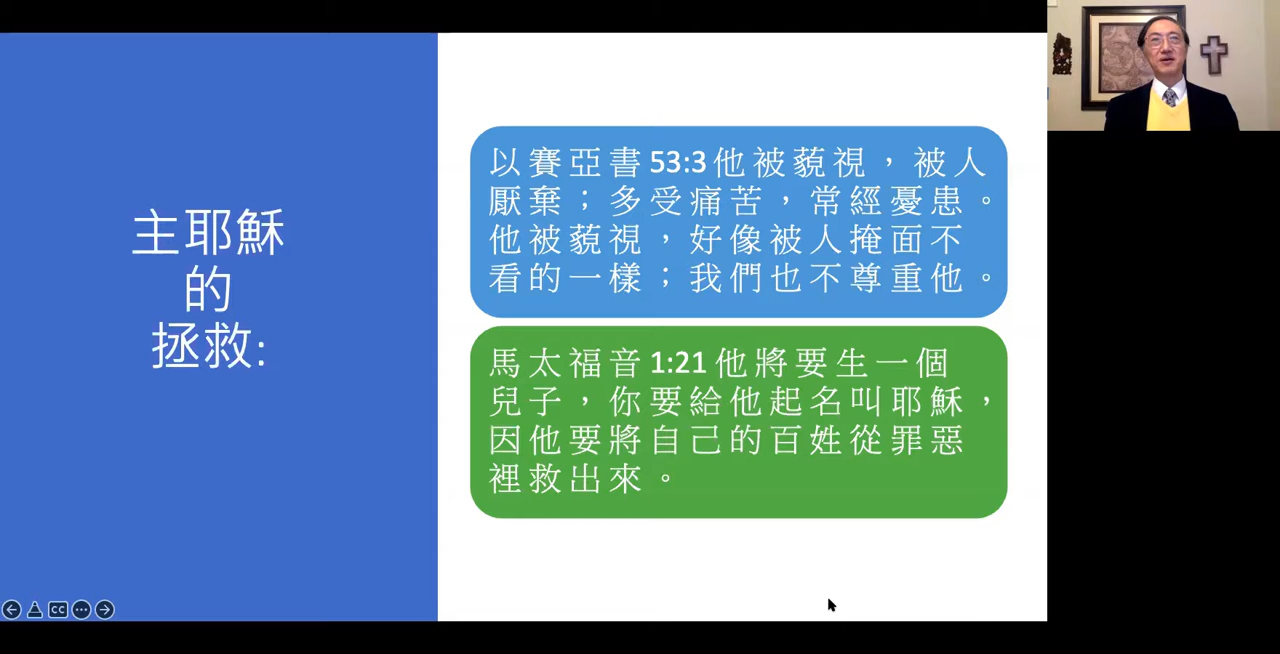 主耶穌
的
拯救:
以賽亞書 53:3 他被藐視，被人
厭棄；多受痛苦，常經憂患。
他被藐視，好像被人掩面不
看的一樣；我們也不尊重他。
馬太福音 1:21 他將要生一個
兒子，你要給他起名叫耶穌，
因他要將自己的百姓從罪惡
裡救出來。
CC